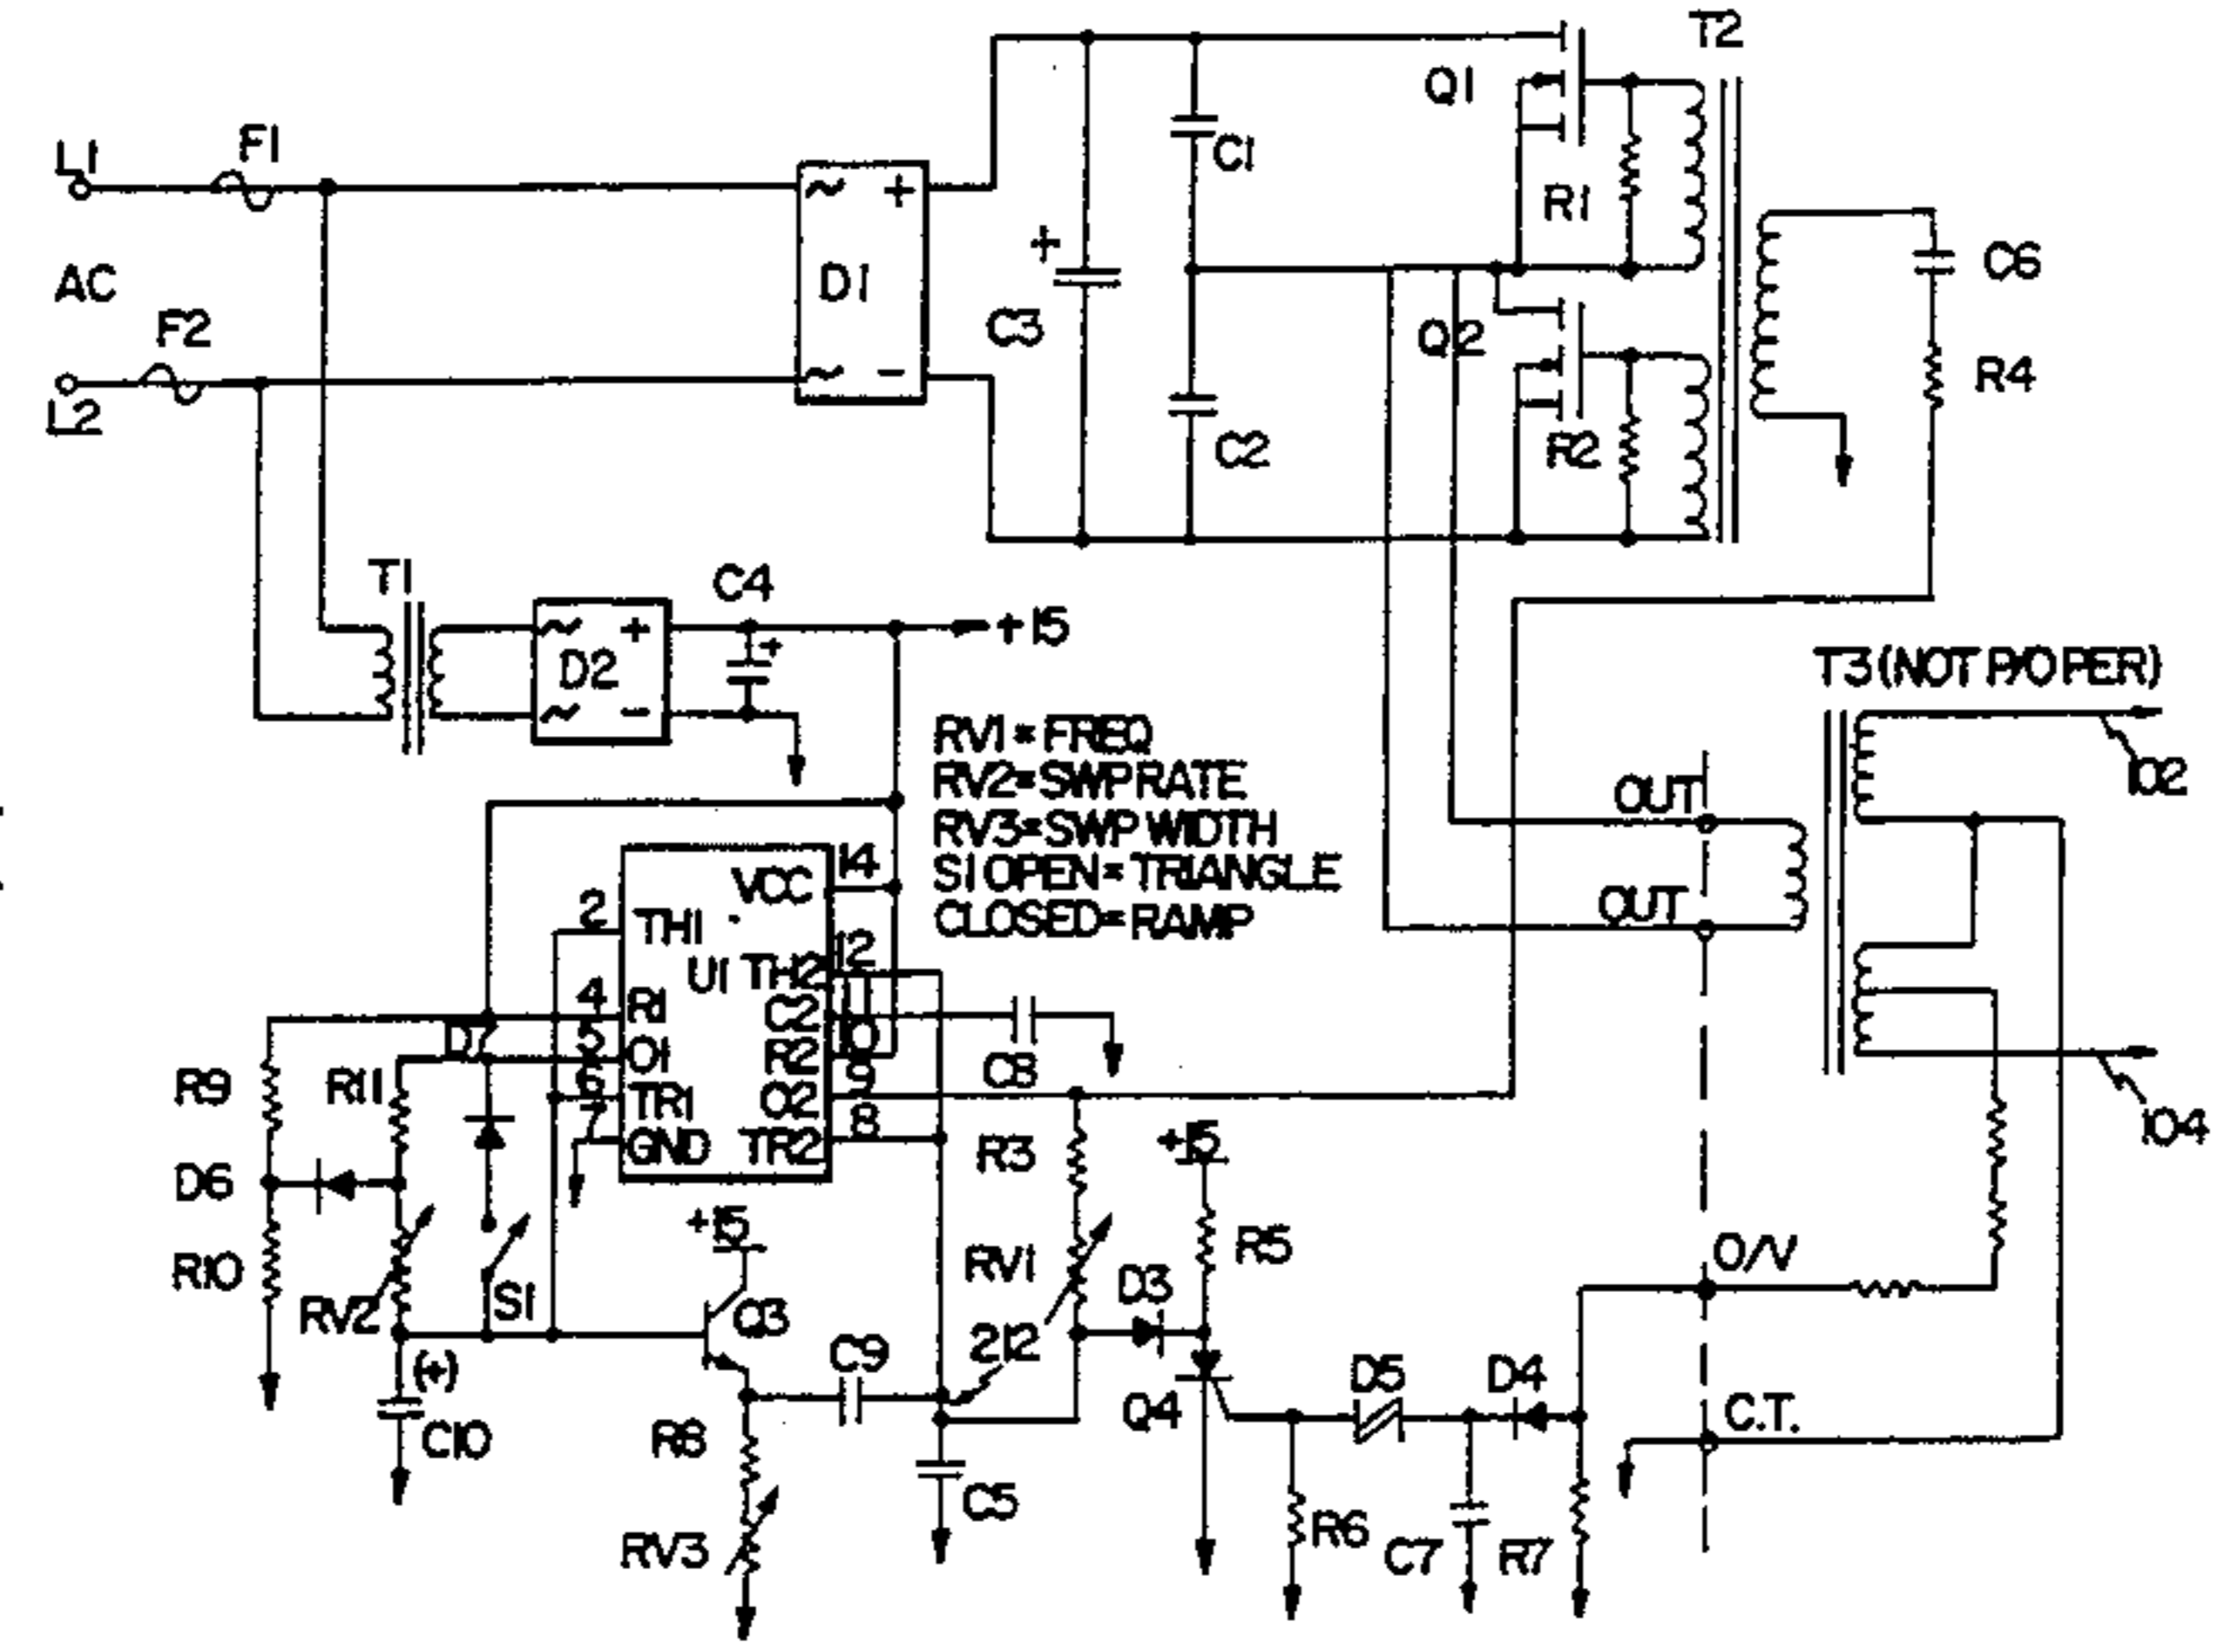 T2
Q1
L1
F1
C1
R1
+
~ +
AC
D1
C6
F2
C3
Q2
~ -
R4
L2
C2
R2
T1
C4
~ +
+15
+
D2
T3 (NOT P/O PER)
~ -
RV1 = FREQ
RV2 = SWP RATE
RV3 = SWP WIDTH
S1 OPEN = TRIANGLE
CLOSED = RAMP
OUT
102
VCC 14
2 TH1
OUT
U1 TH2 12
4 R1
C2 11
5 O1
R2 10
C8
R9
R11
6 TR1
O2 9
7 GND
TR2 8
104
R3
+15
D6
+15
R5
O/V
R10
RV1
D3
S1
RV2
Q3
212
C9
(+)
D5
D4
Q4
C.T.
C10
R8
C5
R6
C7
R7
RV3